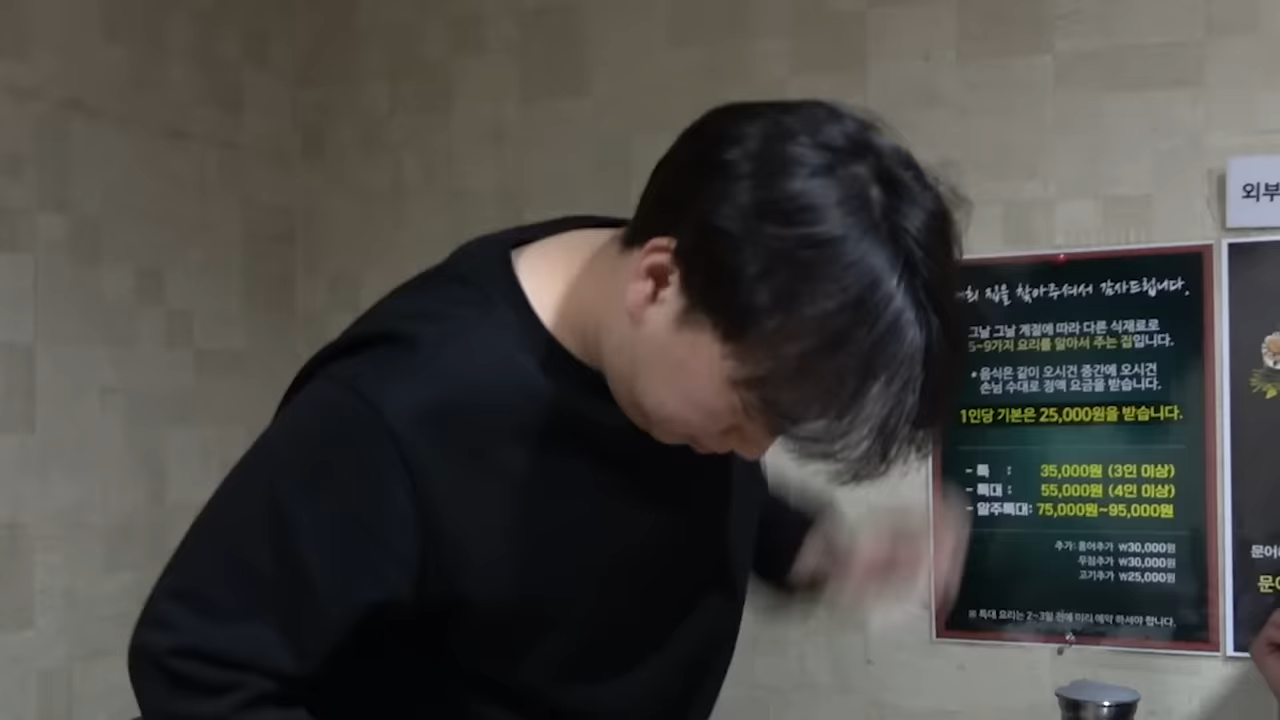 집을 찾아주셔서 감사드립니다.
그날 그날 계절에 따라 다른 식재료로
5~9가지 요리를 알아서 주는 집입니다.
• 음식은 같이 오시건 중간에 오시건
손님 수대로 정액 요금을 받습니다.
1인당 기본은 25,000원을 받습니다.
- 특 : 35,000원 (3인 이상)
- 특대 : 55,000원 (4인 이상)
- 알주특대: 75,000원~95,000원
추가: 홍어추가 ₩30,000원
₩30,000원
고기추가 ₩25,000원
※ 특대 요리는 2~3일 전에 미리 예약 하셔야 합니다.
외부